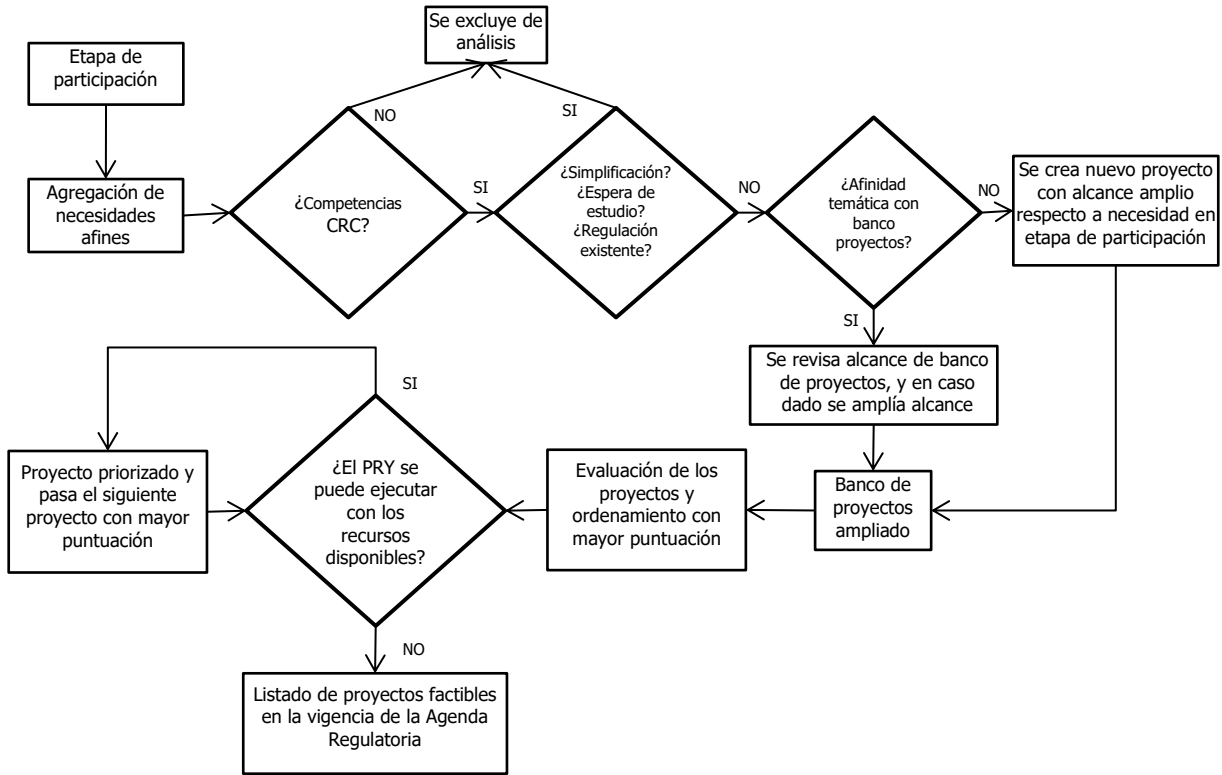 Etapa de
participación
Agregación de
necesidades
afines
Se excluye de
análisis
NO
¿Competencias
CRC?
SI
SI
¿Simplificación?
¿Espera de
estudio?
¿Regulación
existente?
NO
¿Afinidad
temática con
banco
proyectos?
NO
Se crea nuevo proyecto
con alcance amplio
respecto a necesidad en
etapa de participación
SI
Se revisa alcance de banco
de proyectos, y en caso
dado se amplía alcance
Banco de
proyectos
ampliado
Evaluación de los
proyectos y
ordenamiento con
mayor puntuación
SI
¿El PRY se
puede ejecutar
con los
recursos
disponibles?
Proyecto priorizado y
pasa el siguiente
proyecto con mayor
puntuación
NO
Listado de proyectos factibles
en la vigencia de la Agenda
Regulatoria